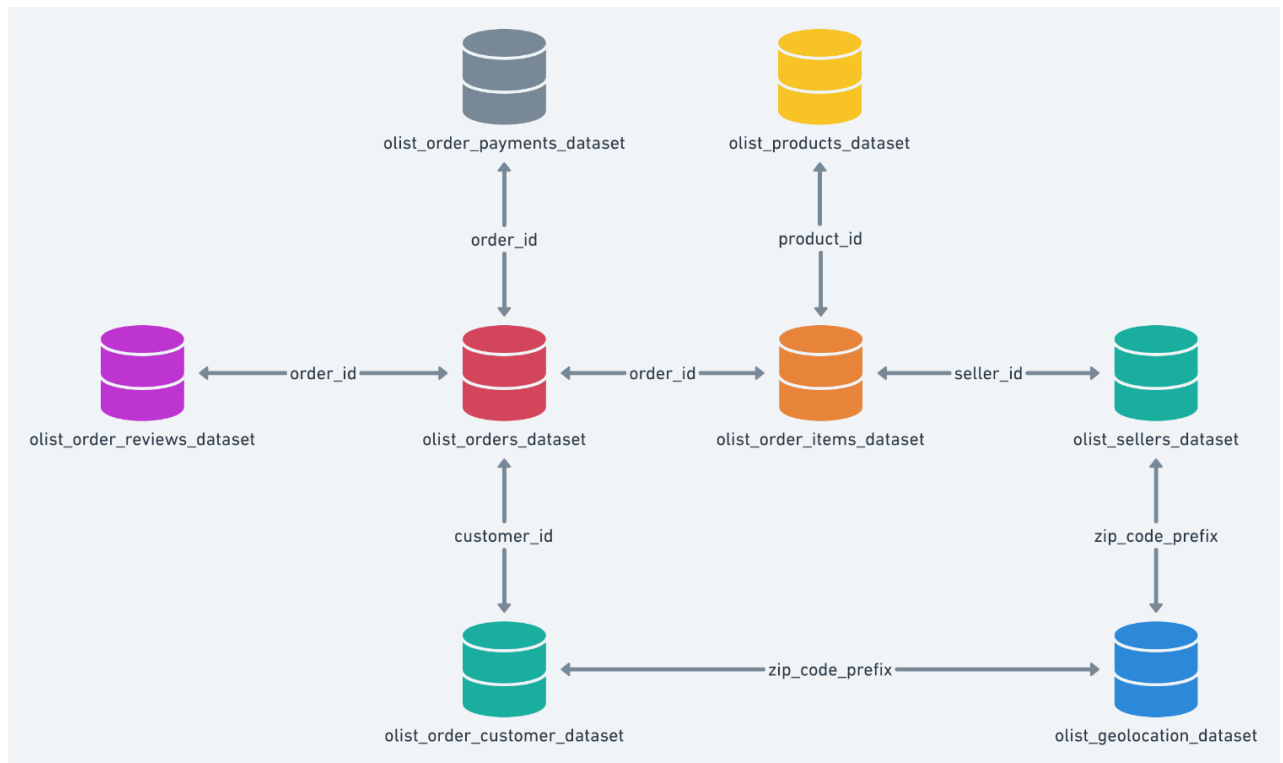 olist_order_payments_dataset
olist_products_dataset
order_id
product_id
order_id
order_id
seller_id
olist_order_reviews_dataset
olist_orders_dataset
olist_order_items_dataset
olist_sellers_dataset
customer_id
zip_code_prefix
zip_code_prefix
olist_order_customer_dataset
olist_geolocation_dataset